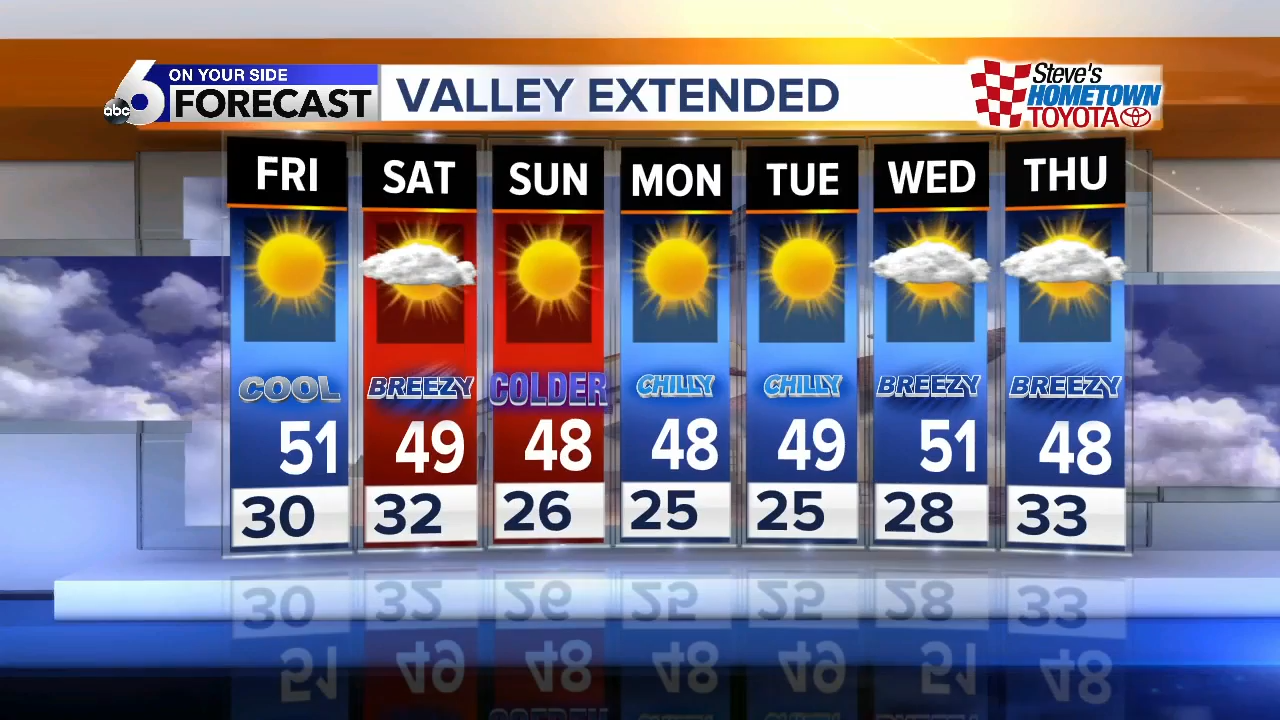 abc 6 ON YOUR SIDE
FORECAST
VALLEY EXTENDED
Steve's
HOMETOWN
TOYOTA
FRI SAT SUN MON TUE WED THU
COOL BREEZY COLDER CHILLY CHILLY BREEZY BREEZY
51 49 48 48 49 51 48
30 32 26 25 25 28 33